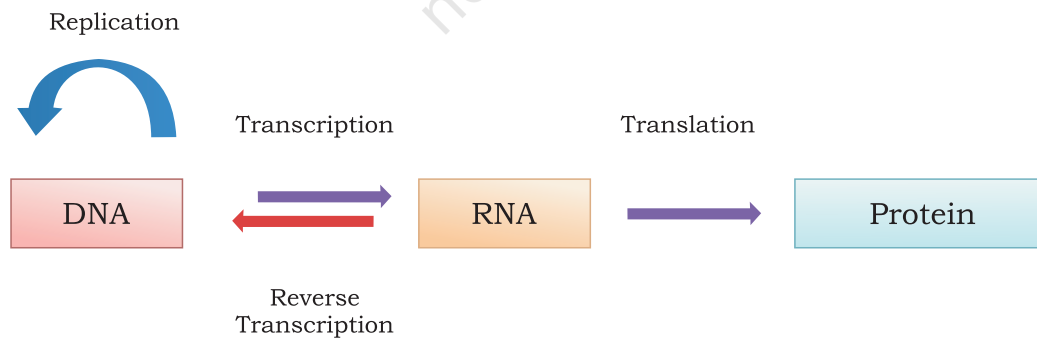 Replication
Transcription
Translation
DNA
RNA
Protein
Reverse
Transcription